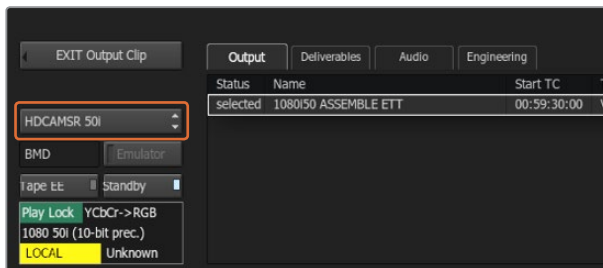 EXIT Output Clip
Output Deliverables Audio Engineering
Status Name Start TC
selected 1080I50 ASSEMBLE ETT 00:59:30:00
HDCAMSR 50i
BMD Emulator
Tape EE Standby
Play Lock YCbCr->RGB
1080 50i (10-bit prec.)
LOCAL Unknown